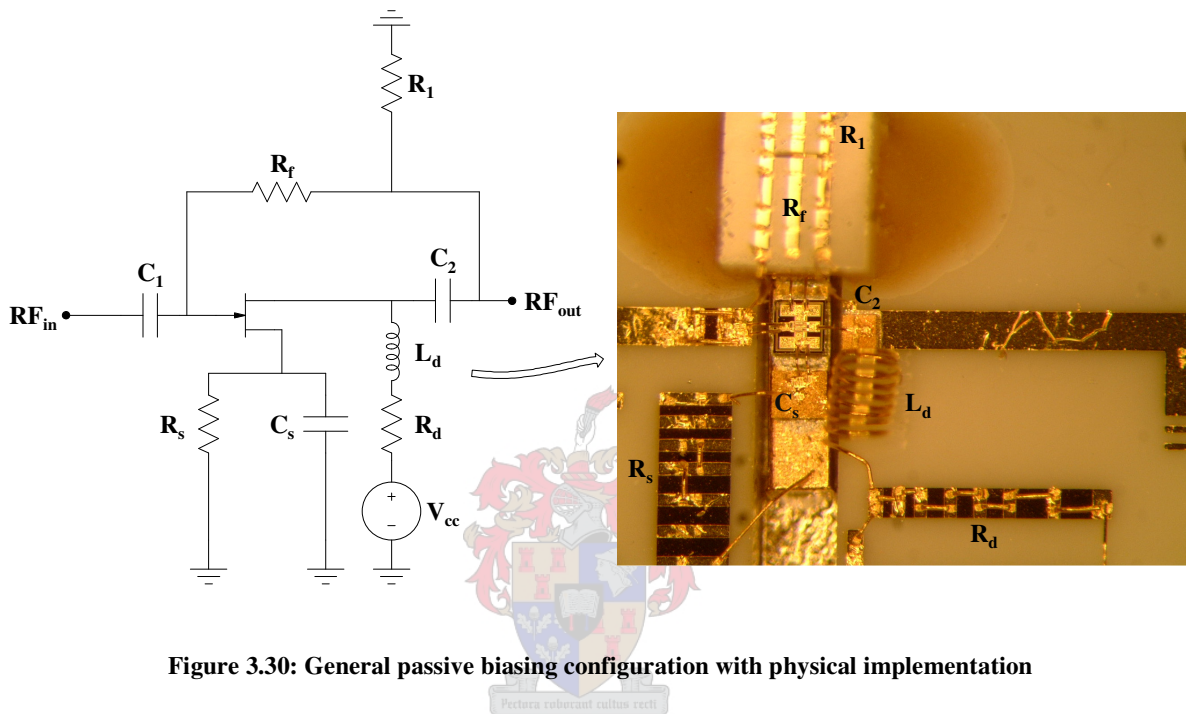 R1
Rf
C1
C2
RFin
RFout
Ld
Rs
Cs
Rd
+
−
Vcc
R1
Rf
C2
Cs
Ld
Rs
Rd
Figure 3.30: General passive biasing configuration with physical implementation
Pectora roborant cultus recti